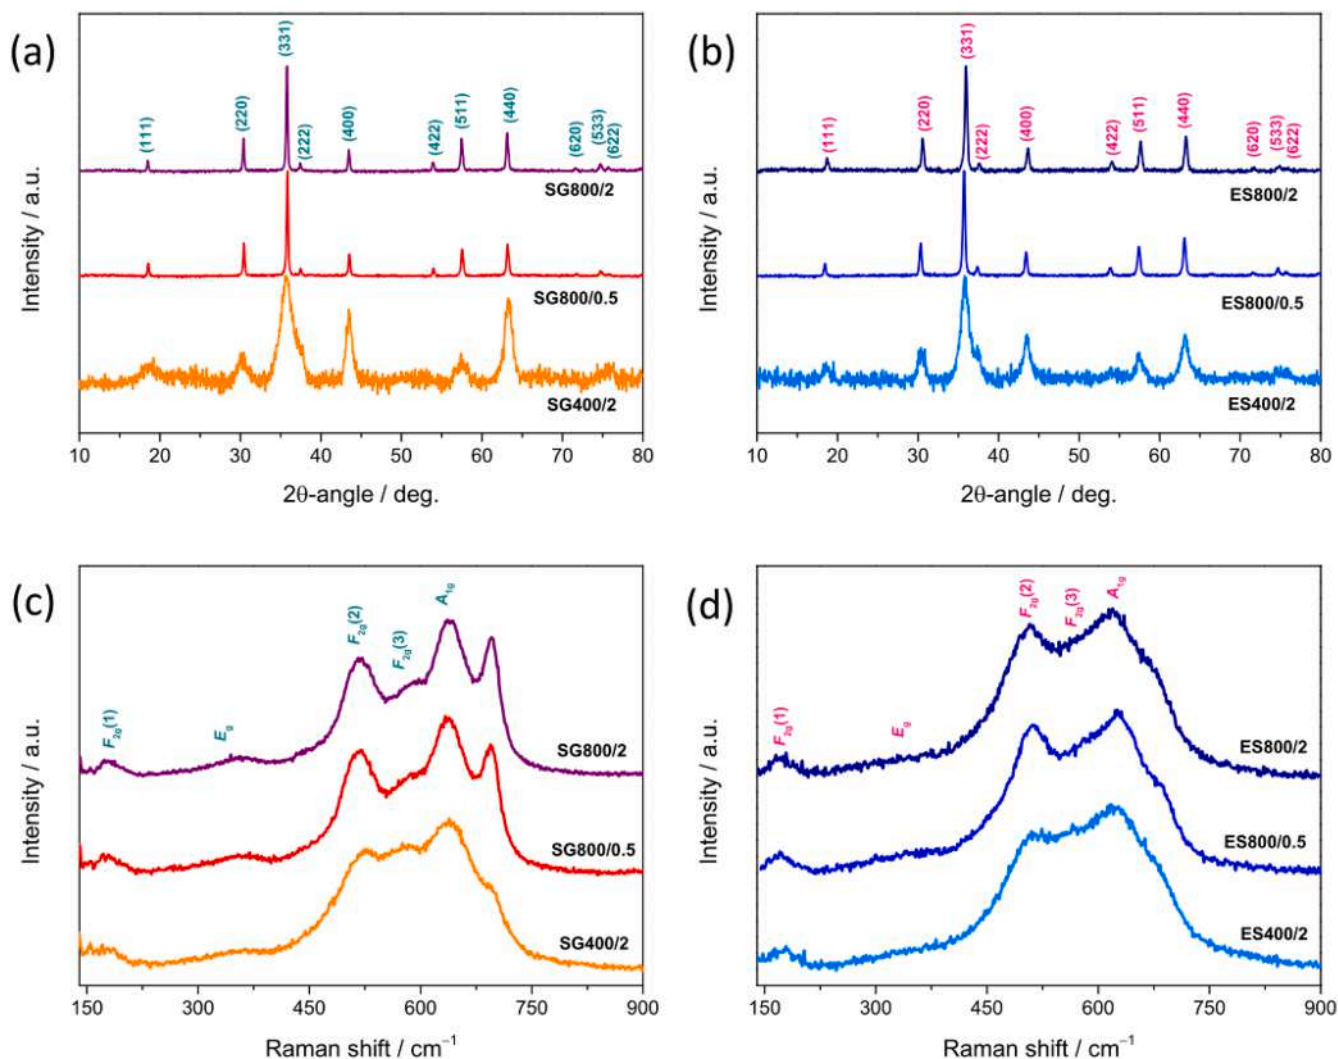 (a)
Intensity / a.u.
(111)
(220)
(331)
(222)
(400)
(422)
(511)
(440)
(620)
(533)
(622)
SG800/2
SG800/0.5
SG400/2
10 20 30 40 50 60 70 80
2θ-angle / deg.
(b)
Intensity / a.u.
(111)
(220)
(331)
(222)
(400)
(422)
(511)
(440)
(620)
(533)
(622)
ES800/2
ES800/0.5
ES400/2
10 20 30 40 50 60 70 80
2θ-angle / deg.
(c)
Intensity / a.u.
F2g(1)
Eg
F2g(2)
F2g(3)
A1g
SG800/2
SG800/0.5
SG400/2
150 300 450 600 750 900
Raman shift / cm−1
(d)
Intensity / a.u.
F2g(1)
Eg
F2g(2)
F2g(3)
A1g
ES800/2
ES800/0.5
ES400/2
150 300 450 600 750 900
Raman shift / cm−1